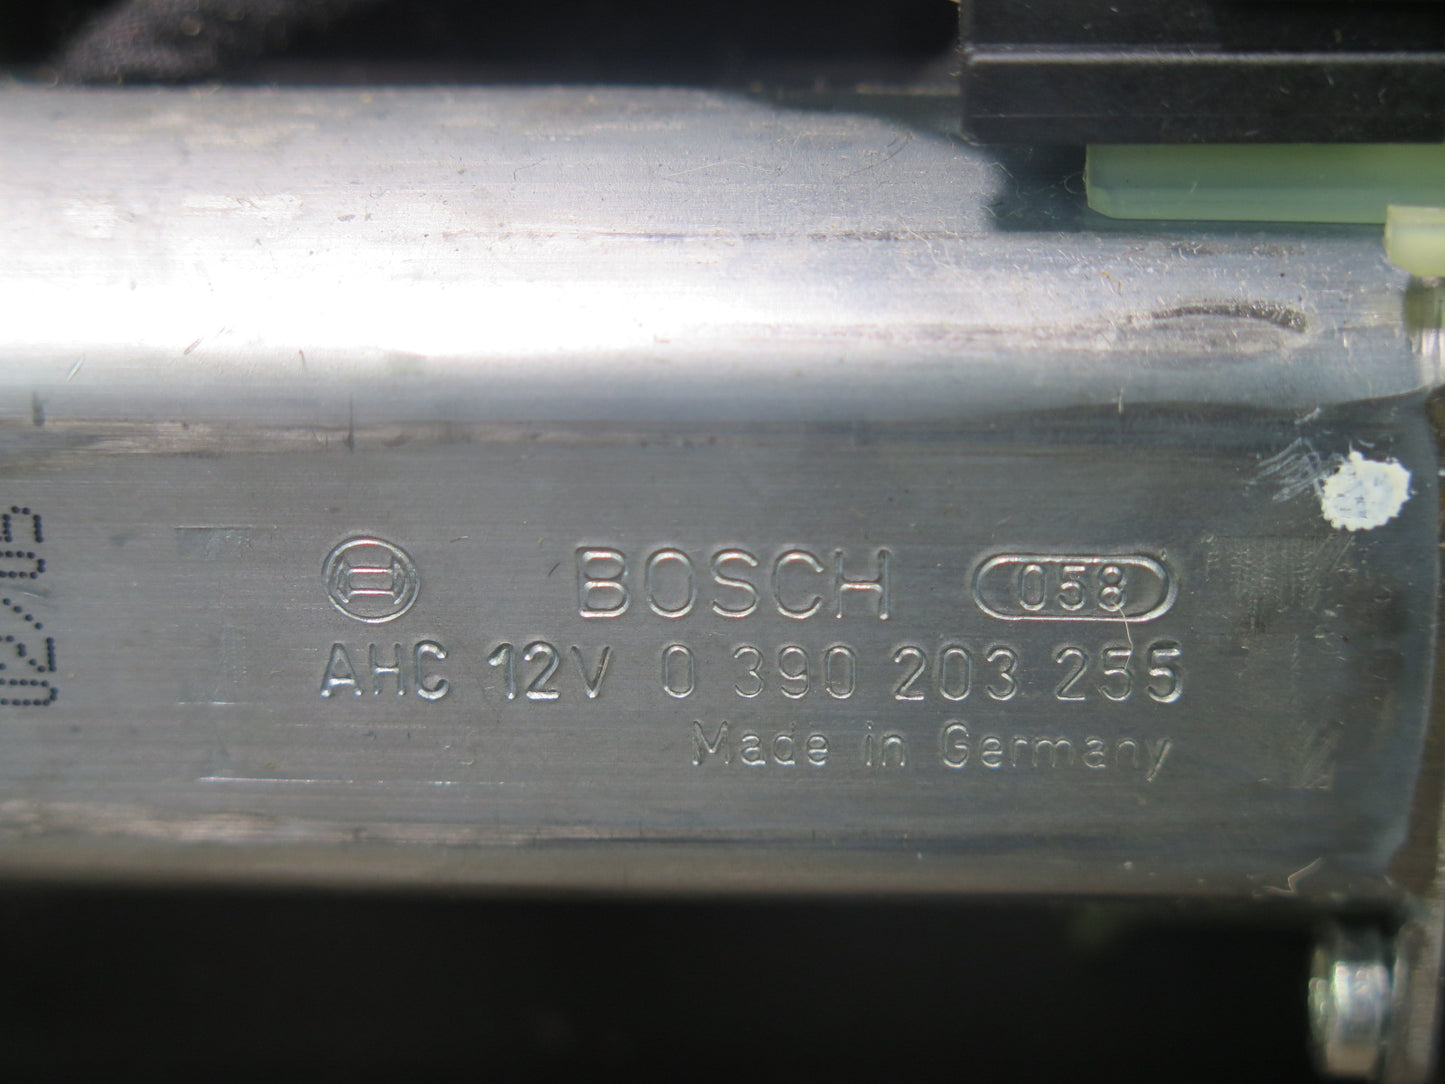 BOSCH 058
AHC 12V 0 390 203 255
Made in Germany